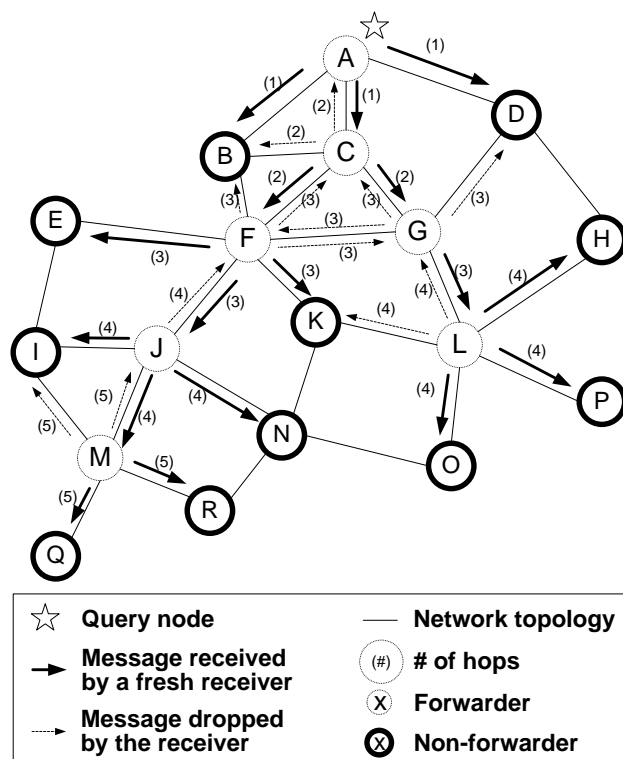 A
(1)
(1)
(2)
(1)
D
B
(2)
C
(2)
(2)
(3)
(3)
(3)
(3)
E
F
(3)
G
(3)
H
(3)
(3)
(3)
(4)
(4)
(4)
(3)
K
(4)
I
(4)
J
L
(4)
(5)
(4)
(4)
(4)
P
(5)
M
N
(5)
O
(5)
R
Q
Query node
Network topology
Message received
by a fresh receiver
(#)
# of hops
X
Forwarder
Message dropped
by the receiver
X
Non-forwarder